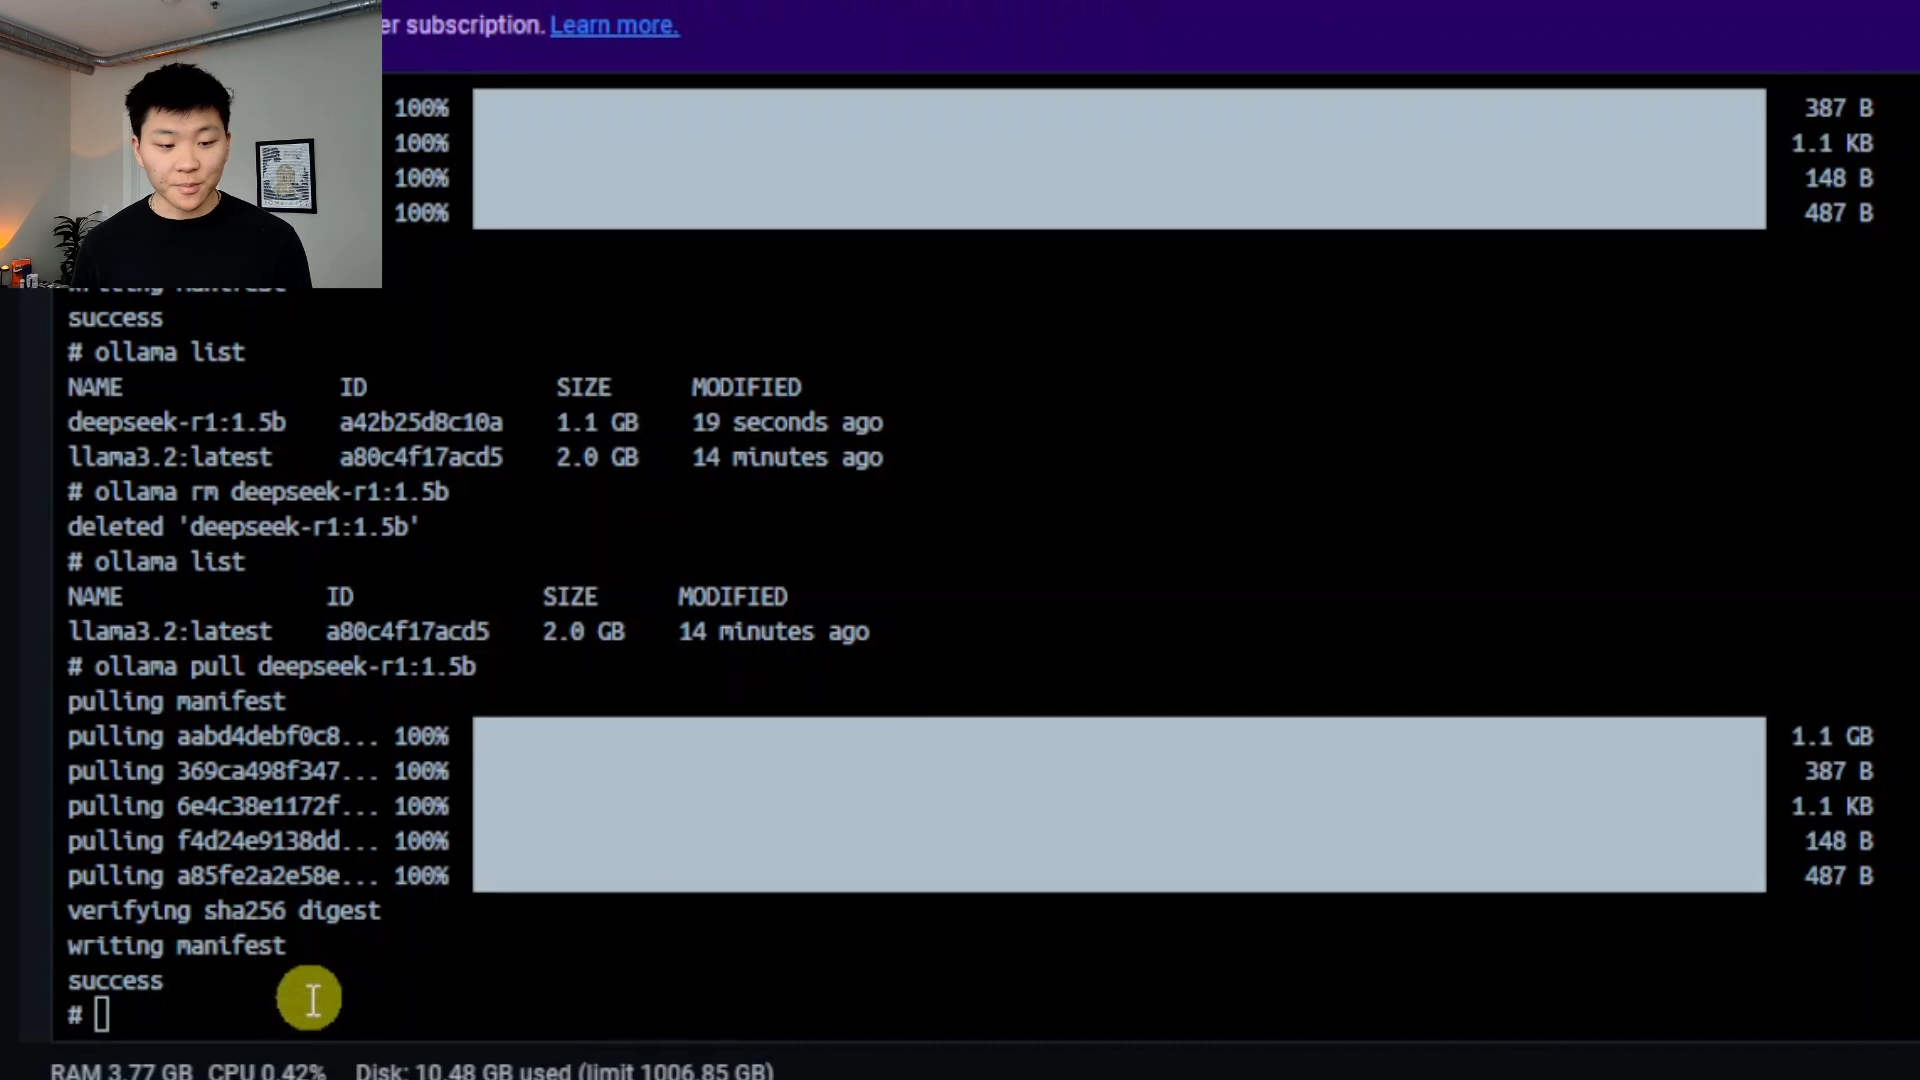 er subscription. Learn more.
100% 387 B
100% 1.1 KB
100% 148 B
100% 487 B
writing manifest
success
# ollama list
NAME ID SIZE MODIFIED
deepseek-r1:1.5b a42b25d8c10a 1.1 GB 19 seconds ago
llama3.2:latest a80c4f17acd5 2.0 GB 14 minutes ago
# ollama rm deepseek-r1:1.5b
deleted 'deepseek-r1:1.5b'
# ollama list
NAME ID SIZE MODIFIED
llama3.2:latest a80c4f17acd5 2.0 GB 14 minutes ago
# ollama pull deepseek-r1:1.5b
pulling manifest
pulling aabd4debf0c8... 100% 1.1 GB
pulling 369ca498f347... 100% 387 B
pulling 6e4c38e1172f... 100% 1.1 KB
pulling f4d24e9138dd... 100% 148 B
pulling a85fe2a2e58e... 100% 487 B
verifying sha256 digest
writing manifest
success
#
RAM 3.77 GB CPU 0.42% Disk: 10.48 GB used (limit 1006.85 GB)